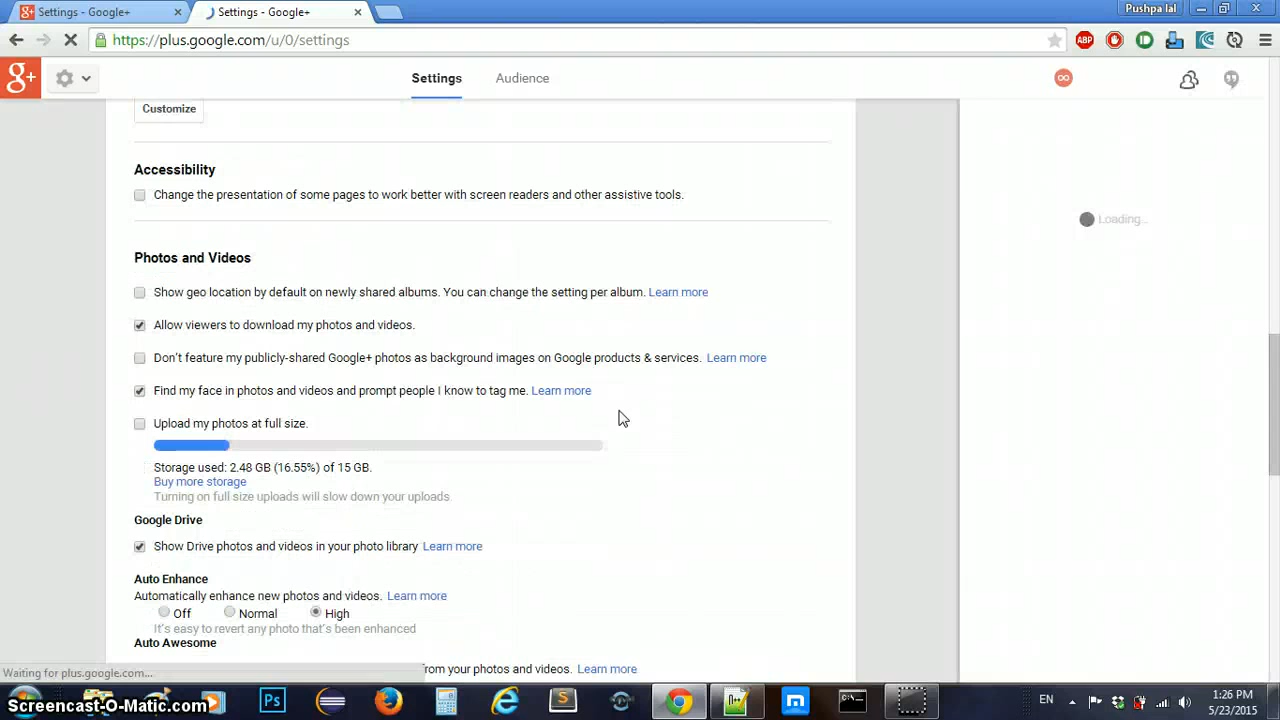 Settings - Google+
Settings - Google+
Pushpa lal
https://plus.google.com/u/0/settings
ABP
g+
Settings
Audience
Customize
Accessibility
Change the presentation of some pages to work better with screen readers and other assistive tools.
Loading...
Photos and Videos
Show geo location by default on newly shared albums. You can change the setting per album. Learn more
Allow viewers to download my photos and videos.
Don't feature my publicly-shared Google+ photos as background images on Google products & services. Learn more
Find my face in photos and videos and prompt people I know to tag me. Learn more
Upload my photos at full size.
Storage used: 2.48 GB (16.55%) of 15 GB.
Buy more storage
Turning on full size uploads will slow down your uploads.
Google Drive
Show Drive photos and videos in your photo library Learn more
Auto Enhance
Automatically enhance new photos and videos. Learn more
Off Normal High
It's easy to revert any photo that's been enhanced
Auto Awesome
from your photos and videos. Learn more
Waiting for plus.google.com...
Ps
S
EN
1:26 PM
5/23/2015
Screencast-O-Matic.com